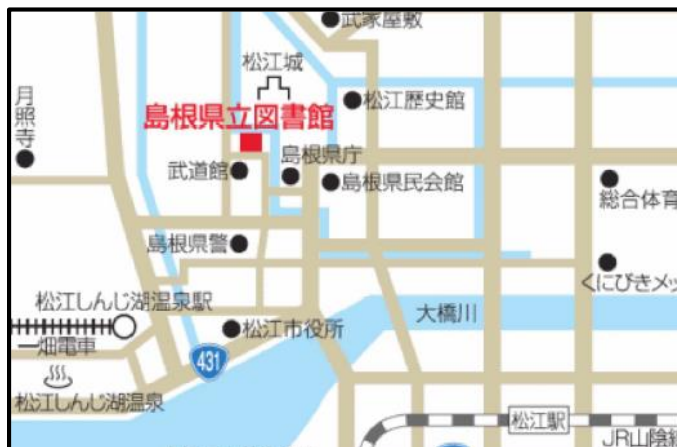 武家屋敷
松江城
松江歴史館
月照寺
島根県立図書館
島根県庁
武道館
島根県民会館
総合体育
島根県警
くにびきメッ
松江しんじ湖温泉駅
大橋川
松江市役所
一畑電車
431
松江しんじ湖温泉
松江駅
JR山陰線